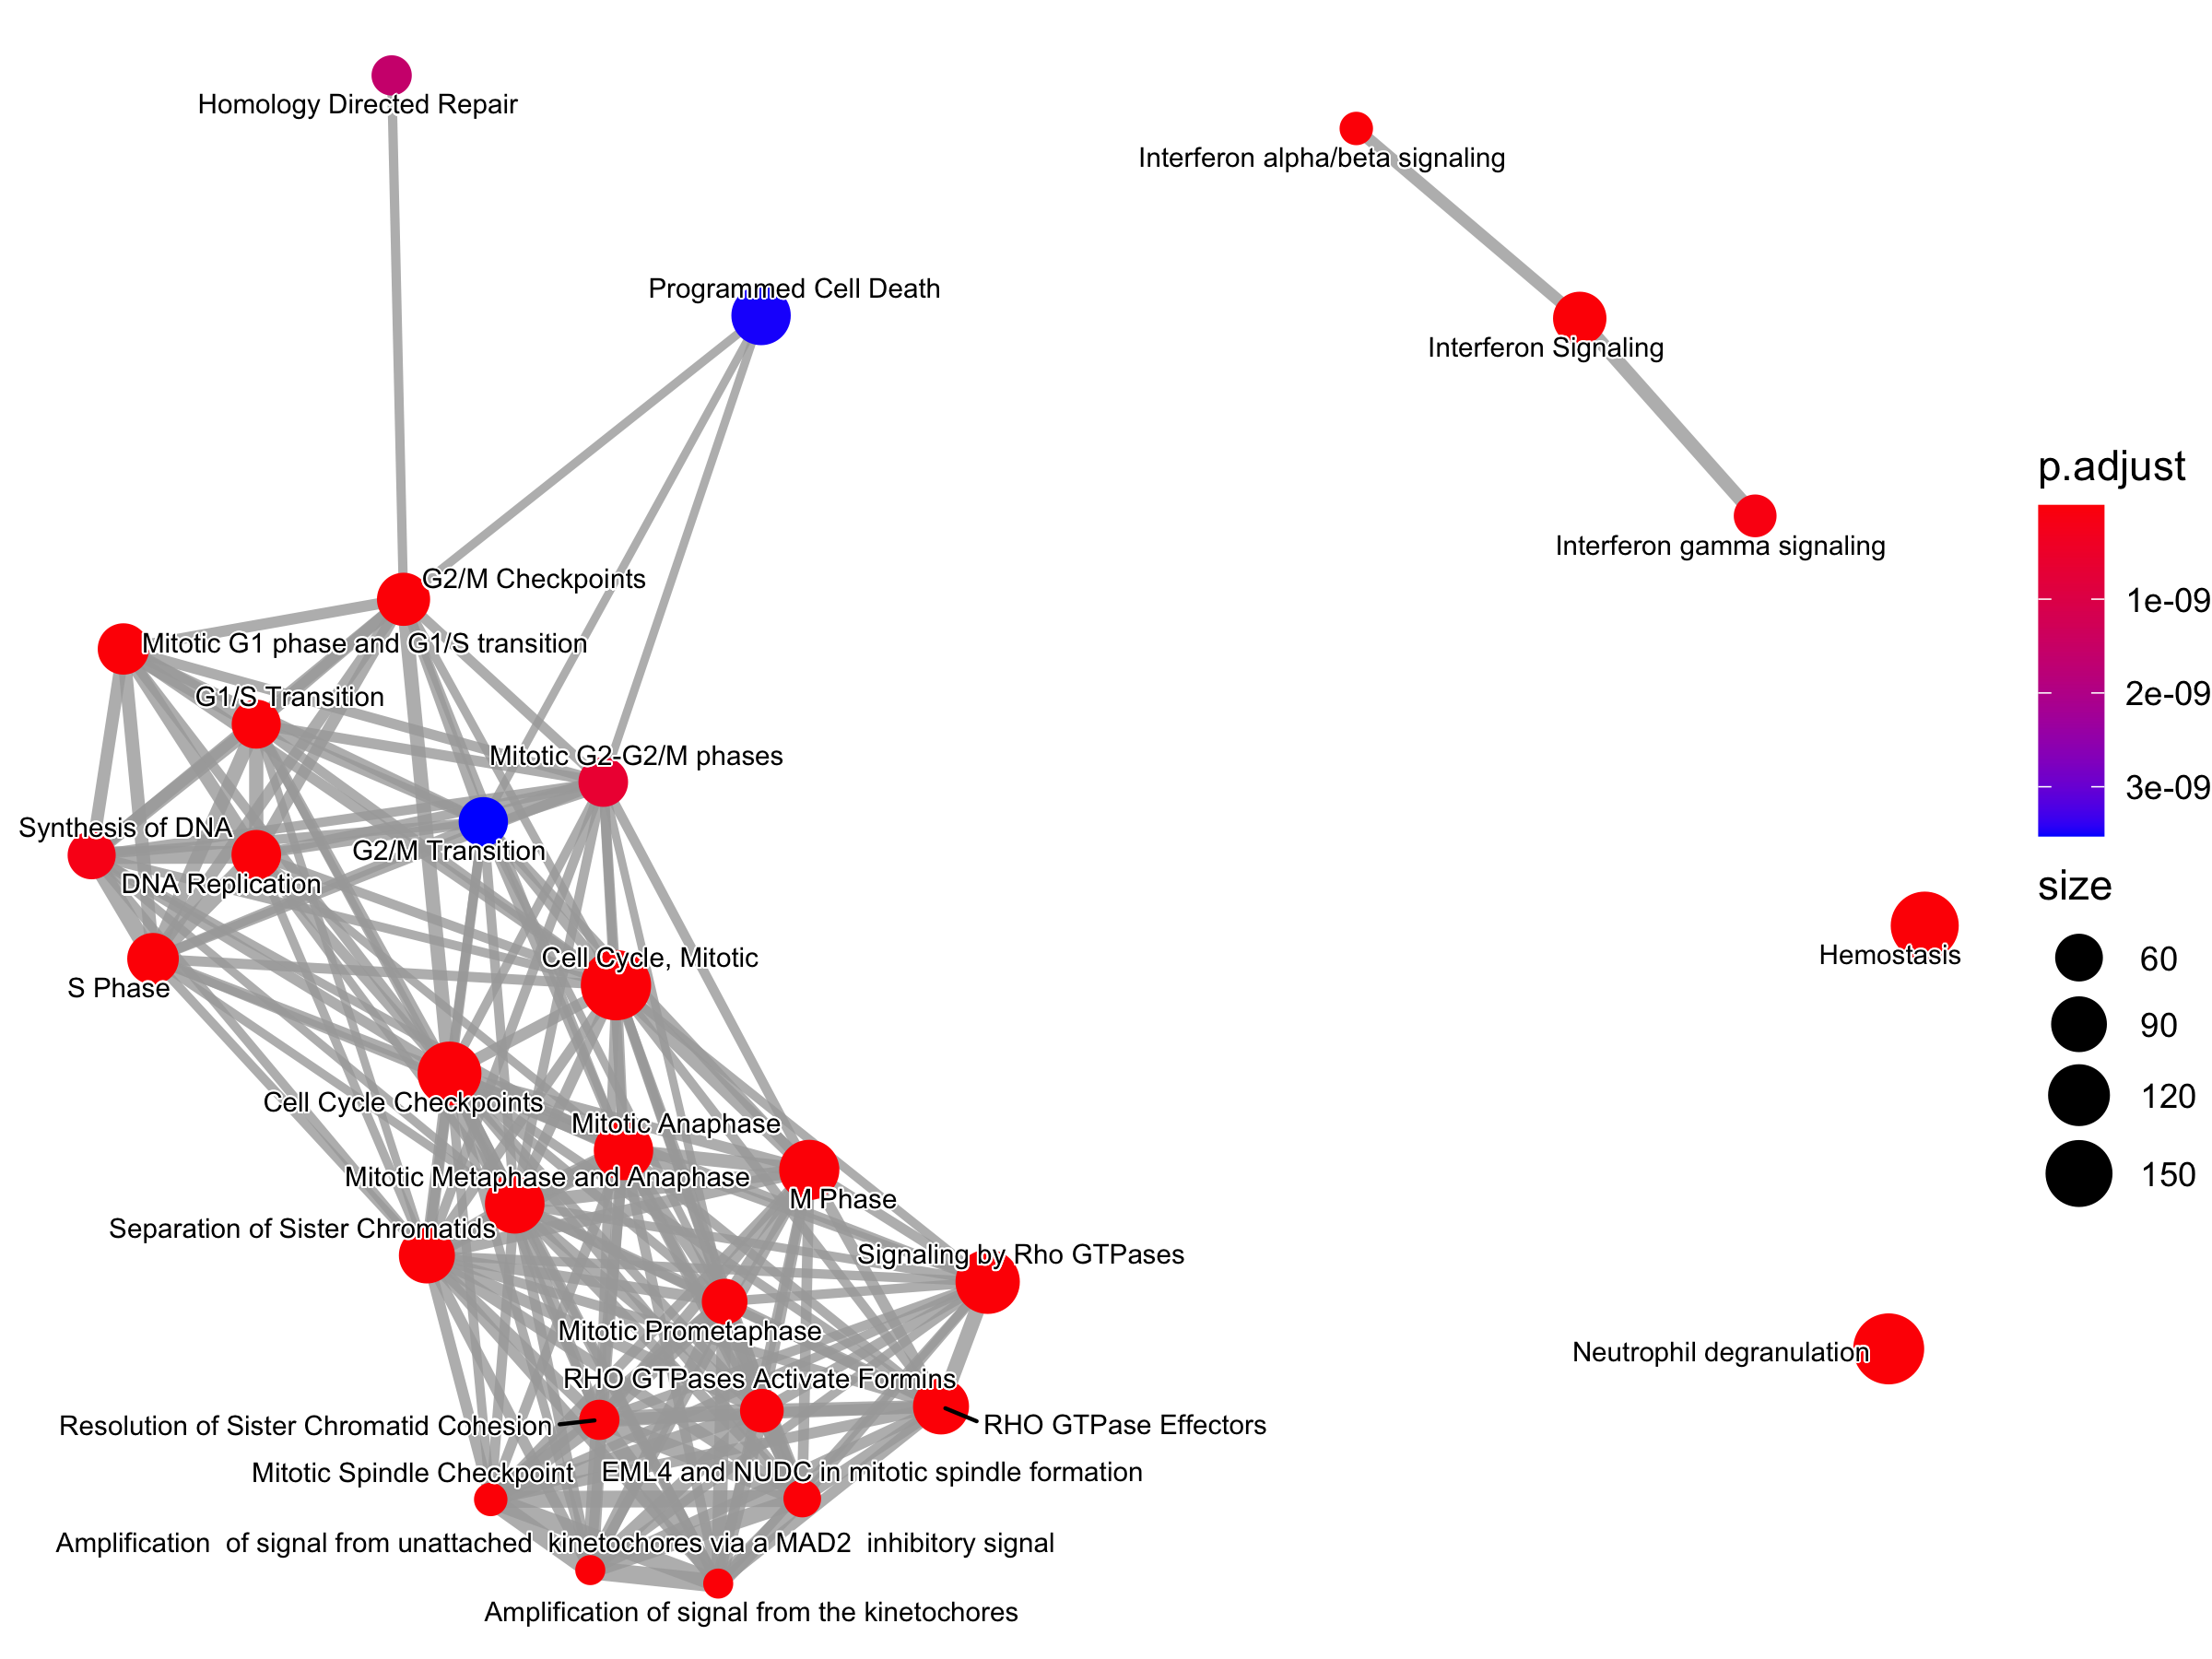 Homology Directed Repair
Interferon alpha/beta signaling
Programmed Cell Death
Interferon Signaling
p.adjust
Interferon gamma signaling
G2/M Checkpoints
1e-09
Mitotic G1 phase and G1/S transition
G1/S Transition
2e-09
Mitotic G2-G2/M phases
3e-09
Synthesis of DNA
G2/M Transition
DNA Replication
size
Cell Cycle, Mitotic
Hemostasis
60
S Phase
90
Cell Cycle Checkpoints
120
Mitotic Anaphase
Mitotic Metaphase and Anaphase
150
M Phase
Separation of Sister Chromatids
Signaling by Rho GTPases
Mitotic Prometaphase
Neutrophil degranulation
RHO GTPases Activate Formins
Resolution of Sister Chromatid Cohesion
RHO GTPase Effectors
Mitotic Spindle Checkpoint
EML4 and NUDC in mitotic spindle formation
Amplification  of signal from unattached  kinetochores via a MAD2  inhibitory signal
Amplification of signal from the kinetochores